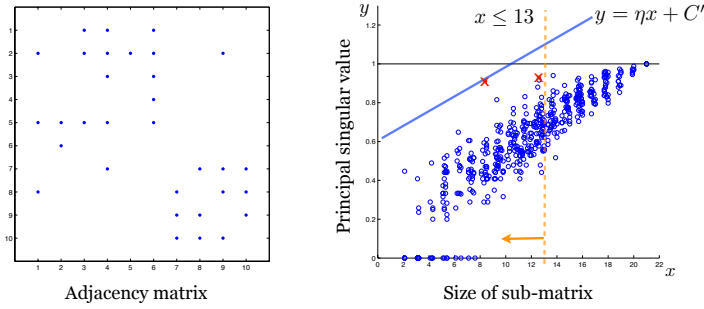 1
2
3
4
5
6
7
8
9
10
1 2 3 4 5 6 7 8 9 10
Adjacency matrix
y
x ≤ 13
y = ηx + C′
1
0.8
0.6
0.4
0.2
0
0 2 4 6 8 10 12 14 16 18 20 22
x
Principal singular value
Size of sub-matrix